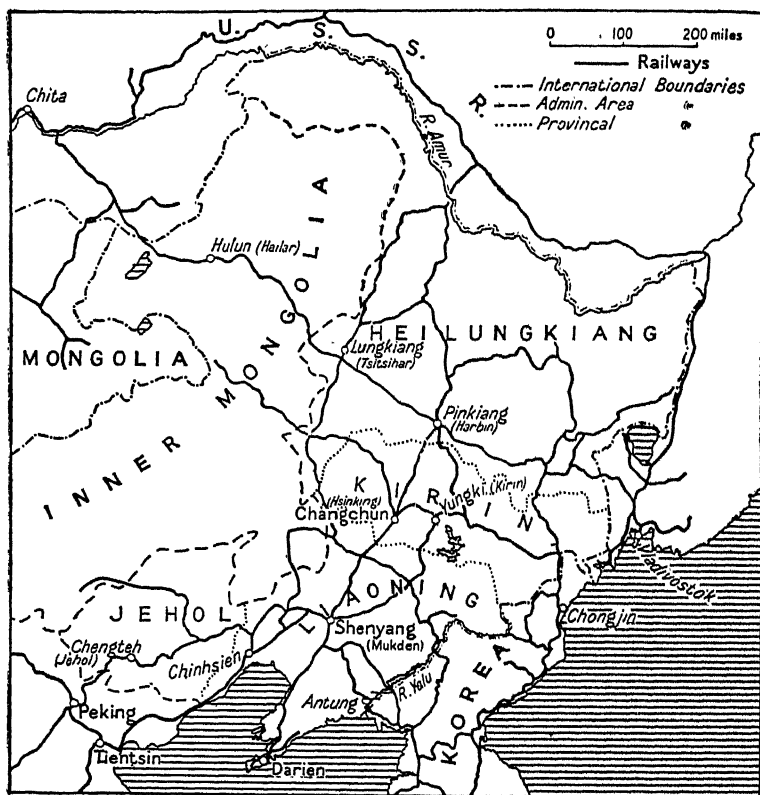 U. S. S. R.
0 100 200 miles
Railways
International Boundaries
Admin. Area "
Provincal "
Chita
R. Amur
Hulun (Hailar)
MONGOLIA
INNER MONGOLIA
HEILUNGKIANG
Lungkiang
(Tsitsihar)
Pinkiang
(Harbin)
KIRIN
(Hsinking)
Changchun
Yungki (Kirin)
Vladivostok
LIAONING
JEHOL
Chengteh
(Jehol)
Chinhsien
Shenyang
(Mukden)
Chongjin
Antung
R. Yalu
KOREA
Peking
Tientsin
Darien